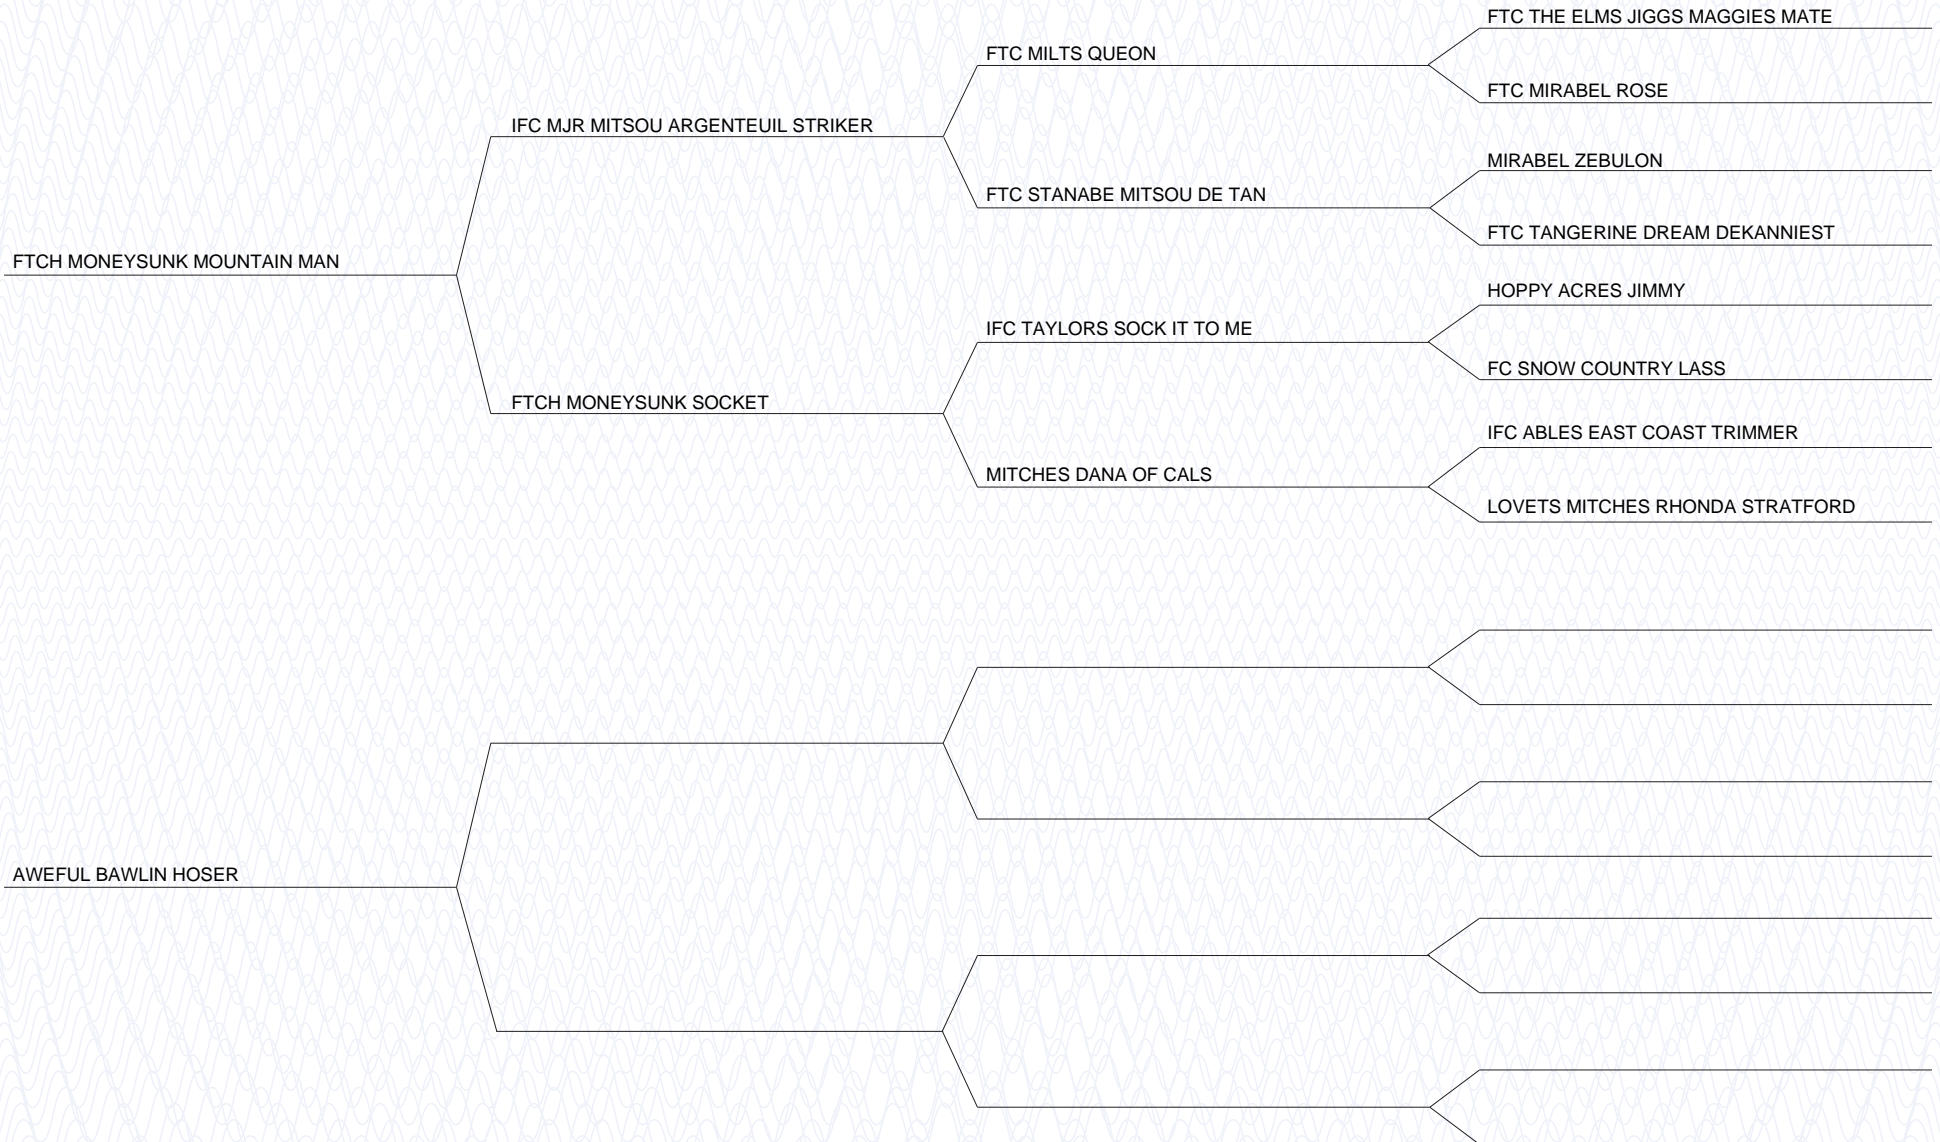 FTC THE ELMS JIGGS MAGGIES MATE
FTC MILTS QUEON
FTC MIRABEL ROSE
IFC MJR MITSOU ARGENTEUIL STRIKER
MIRABEL ZEBULON
FTC STANABE MITSOU DE TAN
FTC TANGERINE DREAM DEKANNIEST
FTCH MONEYSUNK MOUNTAIN MAN
HOPPY ACRES JIMMY
IFC TAYLORS SOCK IT TO ME
FC SNOW COUNTRY LASS
FTCH MONEYSUNK SOCKET
IFC ABLES EAST COAST TRIMMER
MITCHES DANA OF CALS
LOVETS MITCHES RHONDA STRATFORD
AWEFUL BAWLIN HOSER